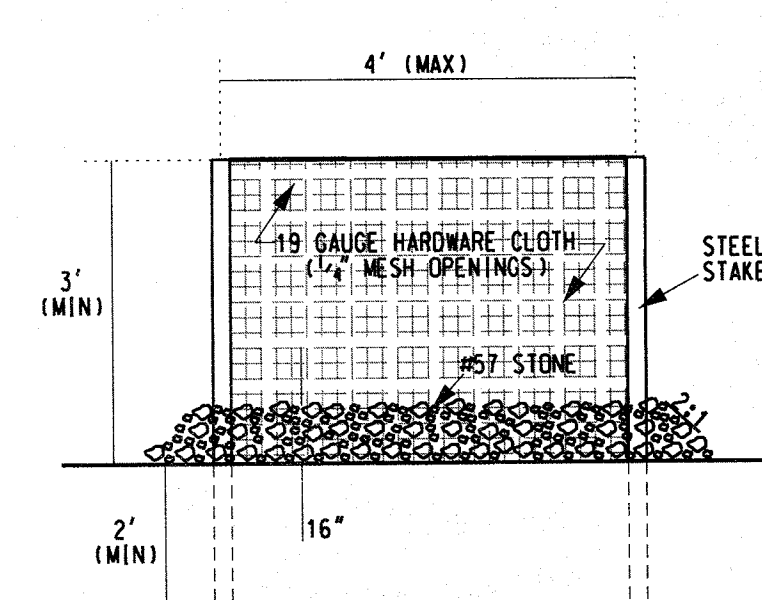 4' (MAX)
19 GAUGE HARDWARE CLOTH
(1/4" MESH OPENINGS)
STEEL
STAKE
3'
(MIN)
#57 STONE
2:1
2'
(MIN)
16"